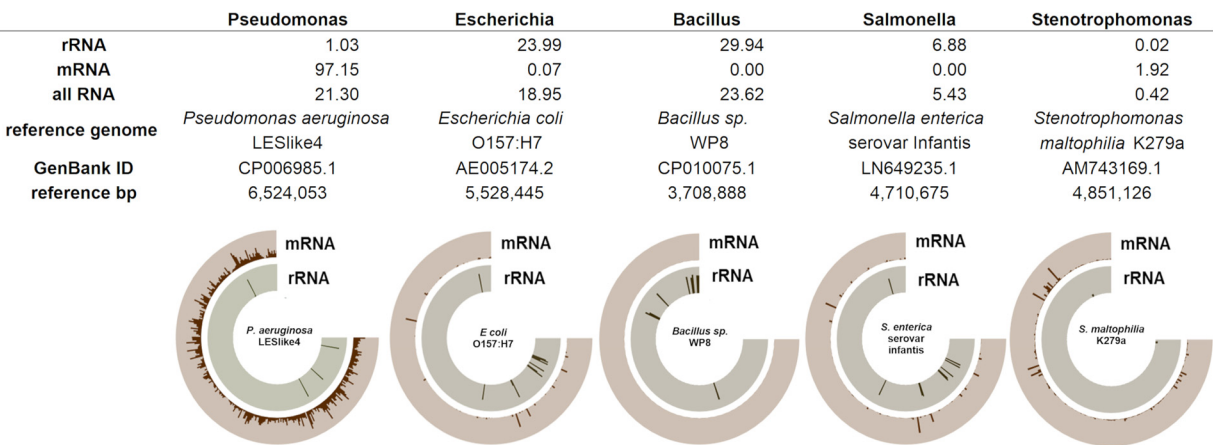 Pseudomonas Escherichia Bacillus Salmonella Stenotrophomonas
rRNA 1.03 23.99 29.94 6.88 0.02
mRNA 97.15 0.07 0.00 0.00 1.92
all RNA 21.30 18.95 23.62 5.43 0.42
reference genome Pseudomonas aeruginosa Escherichia coli Bacillus sp. Salmonella enterica Stenotrophomonas
LESlike4 O157:H7 WP8 serovar Infantis maltophilia K279a
GenBank ID CP006985.1 AE005174.2 CP010075.1 LN649235.1 AM743169.1
reference bp 6,524,053 5,528,445 3,708,888 4,710,675 4,851,126
mRNA mRNA mRNA mRNA mRNA
rRNA rRNA rRNA rRNA rRNA
P. aeruginosa E coli Bacillus sp. S. enterica S. maltophilia
LESlike4 O157:H7 WP8 serovar K279a
infantis